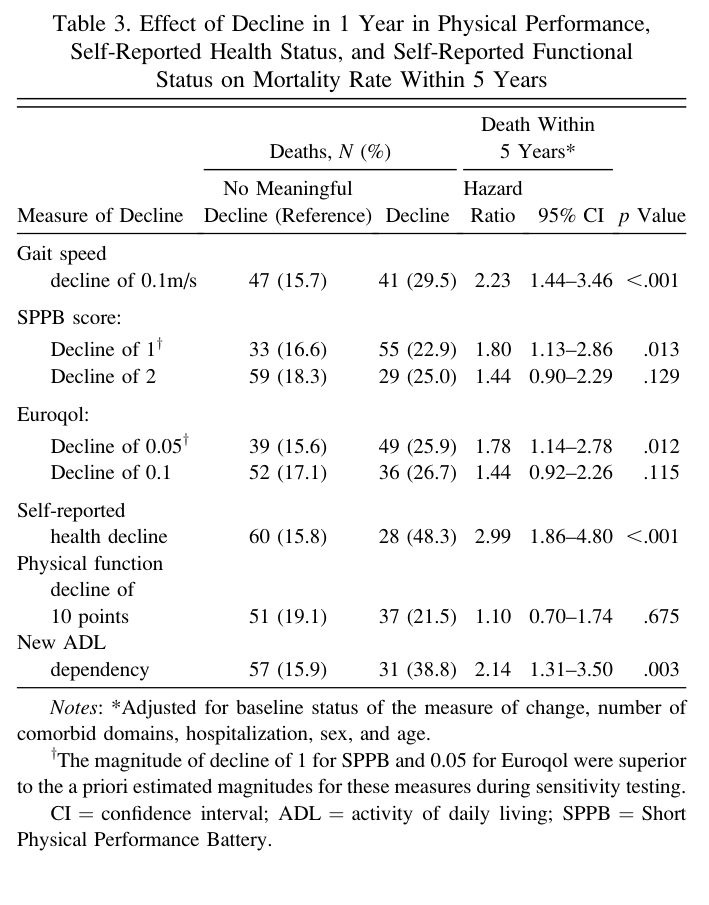 Table 3. Effect of Decline in 1 Year in Physical Performance,
Self-Reported Health Status, and Self-Reported Functional
Status on Mortality Rate Within 5 Years
Death Within
Deaths, N (%) 5 Years*
No Meaningful Hazard
Measure of Decline Decline (Reference) Decline Ratio 95% CI p Value
Gait speed
decline of 0.1m/s 47 (15.7) 41 (29.5) 2.23 1.44–3.46 <.001
SPPB score:
Decline of 1† 33 (16.6) 55 (22.9) 1.80 1.13–2.86 .013
Decline of 2 59 (18.3) 29 (25.0) 1.44 0.90–2.29 .129
Euroqol:
Decline of 0.05† 39 (15.6) 49 (25.9) 1.78 1.14–2.78 .012
Decline of 0.1 52 (17.1) 36 (26.7) 1.44 0.92–2.26 .115
Self-reported
health decline 60 (15.8) 28 (48.3) 2.99 1.86–4.80 <.001
Physical function
decline of
10 points 51 (19.1) 37 (21.5) 1.10 0.70–1.74 .675
New ADL
dependency 57 (15.9) 31 (38.8) 2.14 1.31–3.50 .003
Notes: *Adjusted for baseline status of the measure of change, number of
comorbid domains, hospitalization, sex, and age.
†The magnitude of decline of 1 for SPPB and 0.05 for Euroqol were superior
to the a priori estimated magnitudes for these measures during sensitivity testing.
CI = confidence interval; ADL = activity of daily living; SPPB = Short
Physical Performance Battery.